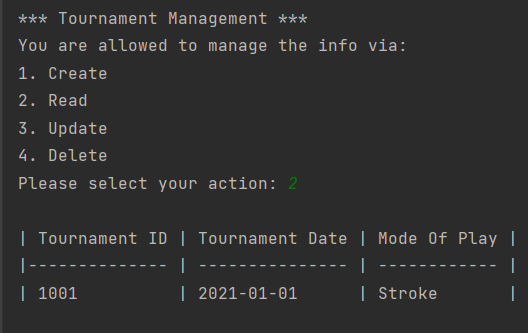 *** Tournament Management ***
You are allowed to manage the info via:
1. Create
2. Read
3. Update
4. Delete
Please select your action: 2
| Tournament ID | Tournament Date | Mode Of Play |
|-------------- | --------------- | ------------ |
| 1001          | 2021-01-01      | Stroke       |